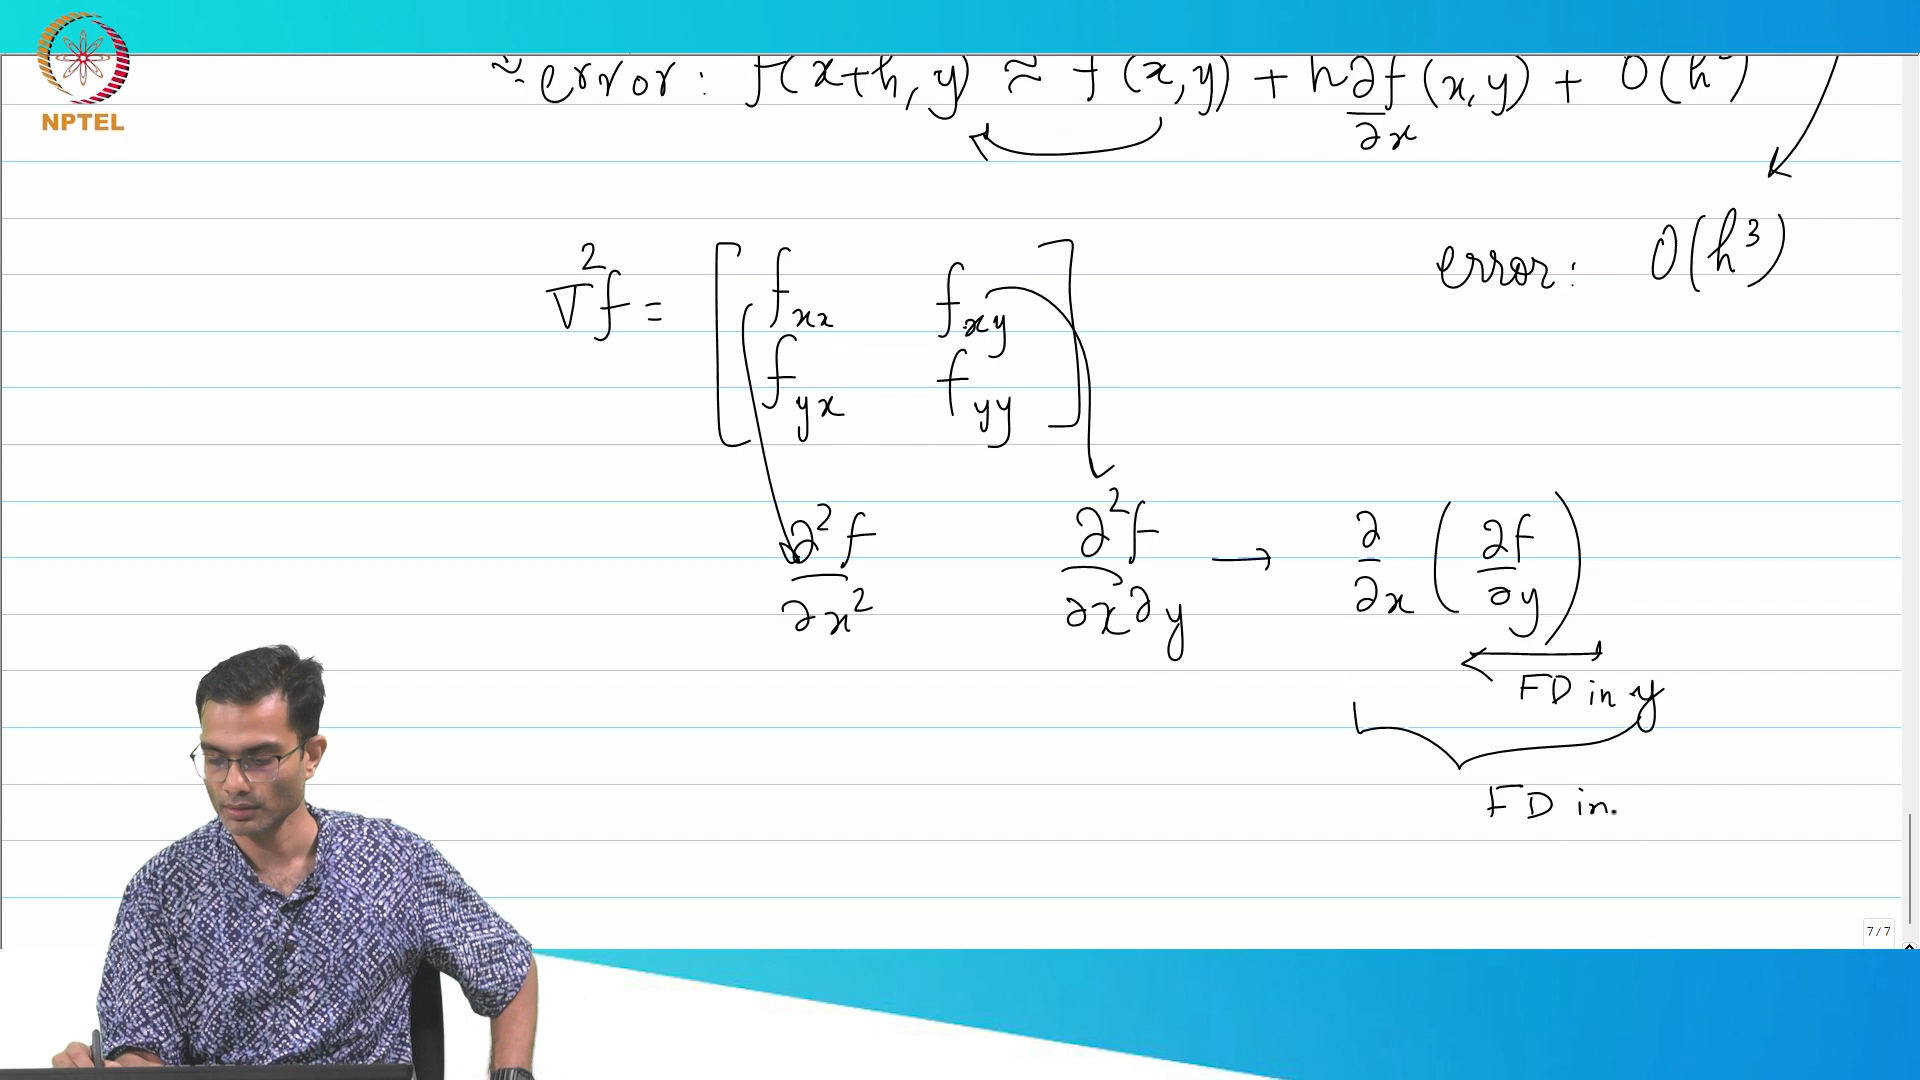 NPTEL
error: f(x+h, y) ≈ f(x,y) + h ∂f/∂x (x,y) + O(h
error: O(h³)
∇²f = [ f_xx f_xy
f_yx f_yy ]
∂²f/∂x² ∂²f/∂x∂y → ∂/∂x (∂f/∂y)
FD in y
FD in
7/7